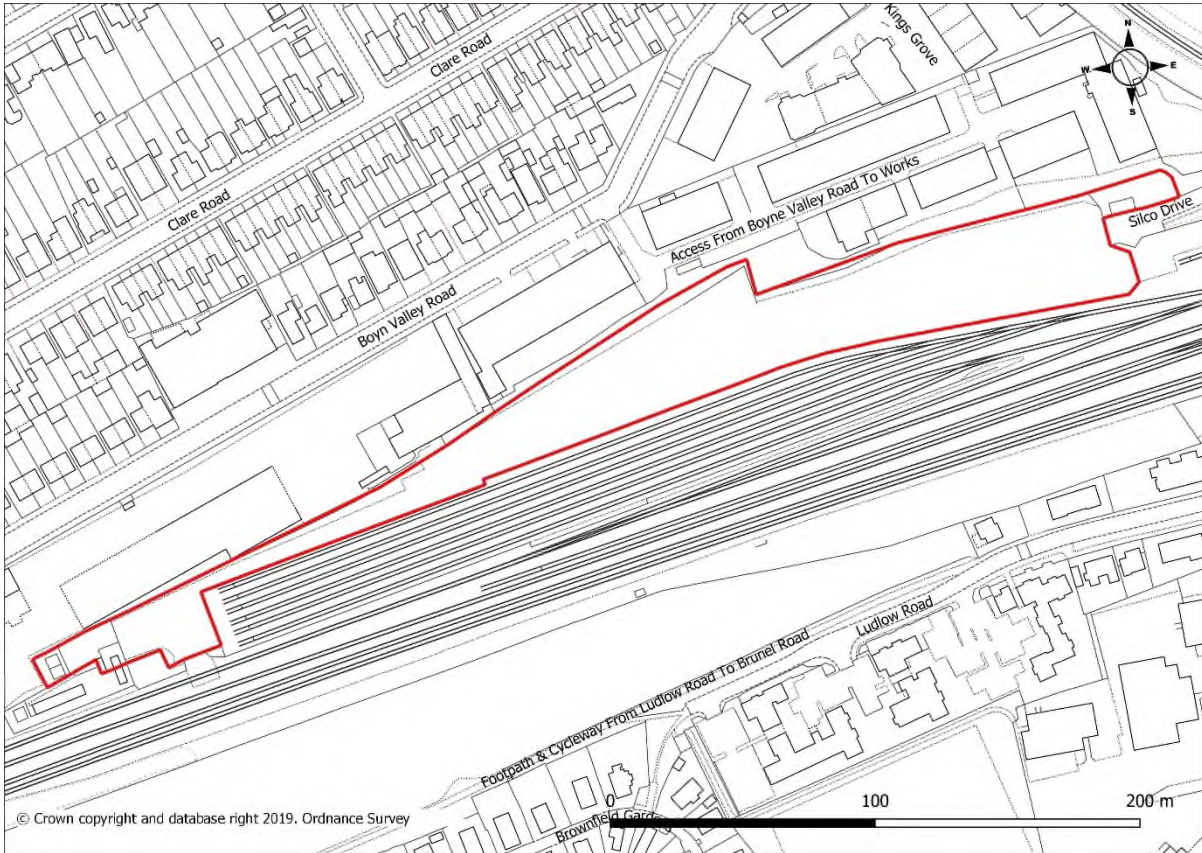 Clare Road
Kings Grove
N
W
E
S
Clare Road
Access From Boyne Valley Road To Works
Silco Drive
Boyn Valley Road
Ludlow Road
Footpath & Cycleway From Ludlow Road To Brunel Road
Brownfield Gard
0
100
200 m
© Crown copyright and database right 2019. Ordnance Survey